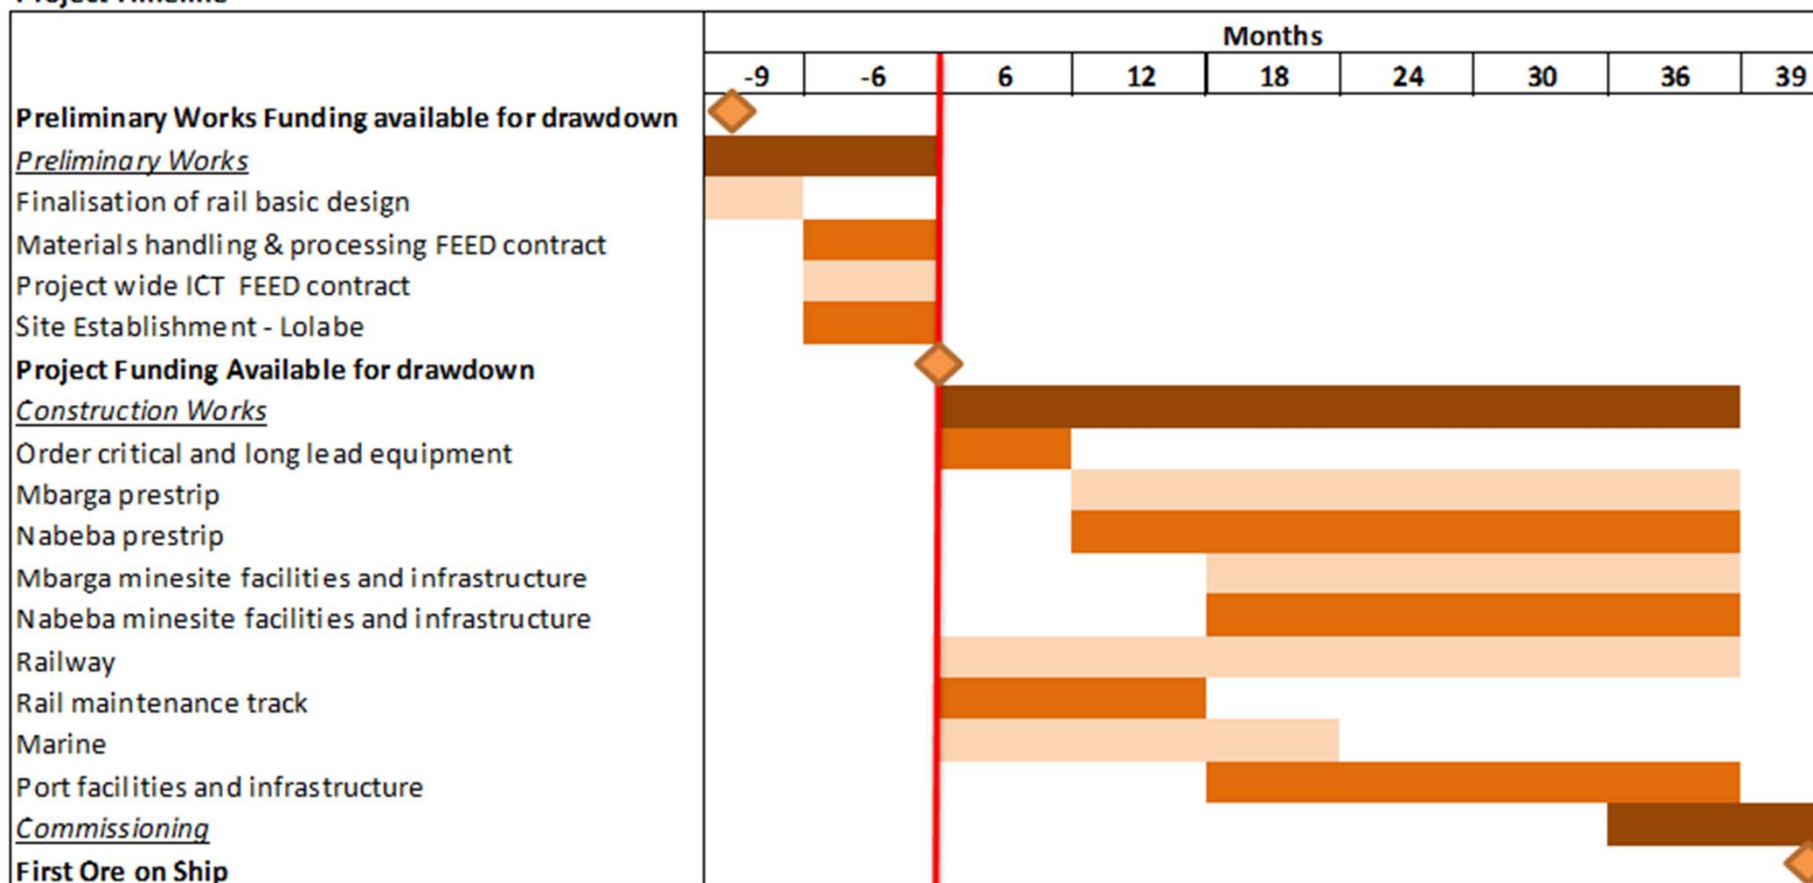 Project Timeline
Months
-9 -6 6 12 18 24 30 36 39
Preliminary Works Funding available for drawdown
Preliminary Works
Finalisation of rail basic design
Materials handling & processing FEED contract
Project wide ICT FEED contract
Site Establishment - Lolabe
Project Funding Available for drawdown
Construction Works
Order critical and long lead equipment
Mbarga prestrip
Nabeba prestrip
Mbarga minesite facilities and infrastructure
Nabeba minesite facilities and infrastructure
Railway
Rail maintenance track
Marine
Port facilities and infrastructure
Commissioning
First Ore on Ship